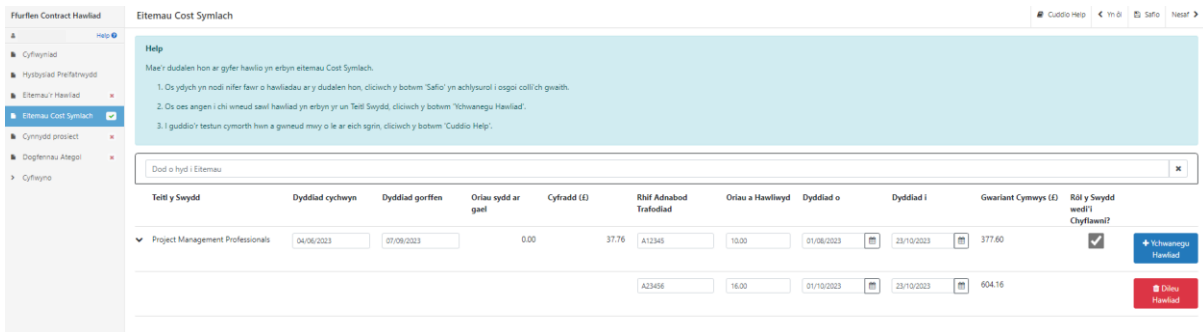 Ffurflen Contract Hawliad
Help
Cyflwyniad
Hysbysiad Preifatrwydd
Eitemau'r Hawliad
Eitemau Cost Symlach
Cynnydd prosiect
Dogfennau Ategol
Cyflwyno
Eitemau Cost Symlach
Cuddio Help Yn ôl Safio Nesaf
Help
Mae'r dudalen hon ar gyfer hawlio yn erbyn eitemau Cost Symlach.
1. Os ydych yn nodi nifer fawr o hawliadau ar y dudalen hon, cliciwch y botwm 'Safio' yn achlysurol i osgoi colli'ch gwaith.
2. Os oes angen i chi wneud sawl hawliad yn erbyn yr un Teitl Swydd, cliciwch y botwm 'Ychwanegu Hawliad'.
3. I guddio'r testun cymorth hwn a gwneud mwy o le ar eich sgrin, cliciwch y botwm 'Cuddio Help'.
Dod o hyd i Eitemau
Teitl y Swydd Dyddiad cychwyn Dyddiad gorffen Oriau sydd ar gael Cyfradd (£) Rhif Adnabod Trafodiad Oriau a Hawliwyd Dyddiad o Dyddiad i Gwariant Cymwys (£) Rôl y Swydd wedi'i Chyflawni?
Project Management Professionals 04/06/2023 07/09/2023 0.00 37.76 A12345 10.00 01/08/2023 23/10/2023 377.60 Ychwanegu Hawliad
A23456 16.00 01/10/2023 23/10/2023 604.16 Dileu Hawliad